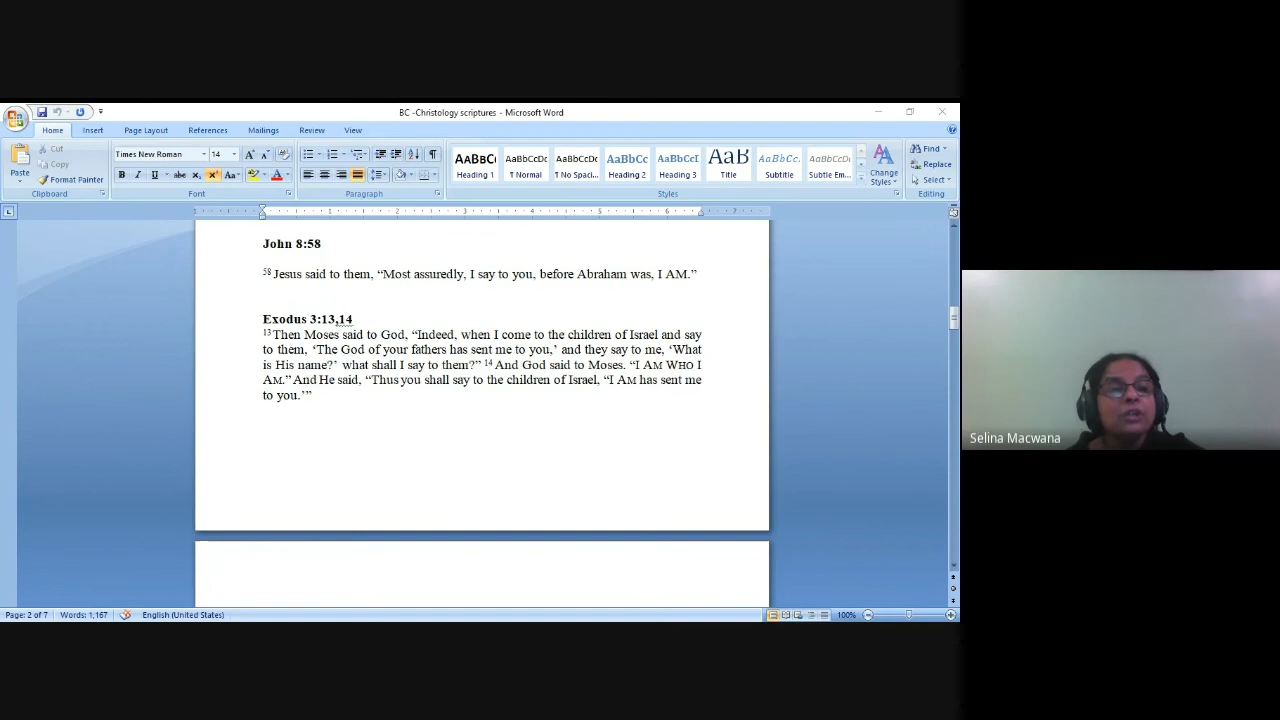 BC -Christology scriptures - Microsoft Word
Home Insert Page Layout References Mailings Review View
Paste
Cut
Copy
Format Painter
Clipboard
Times New Roman 14
Font
Paragraph
AaBbC Heading 1
AaBbCcDc ¶ Normal
AaBbCcDc ¶ No Spaci...
AaBbCc Heading 2
AaBbCcI Heading 3
AaB Title
AaBbCc. Subtitle
AaBbCcDc Subtle Em...
Change Styles
Styles
Find
Replace
Select
Editing
John 8:58
58 Jesus said to them, “Most assuredly, I say to you, before Abraham was, I AM.”
Exodus 3:13,14
13 Then Moses said to God, “Indeed, when I come to the children of Israel and say
to them, ‘The God of your fathers has sent me to you,’ and they say to me, ‘What
is His name?’ what shall I say to them?” 14 And God said to Moses. “I AM WHO I
AM.” And He said, “Thus you shall say to the children of Israel, “I AM has sent me
to you.’”
Page: 2 of 7 Words: 1,167 English (United States) 100%
Selina Macwana